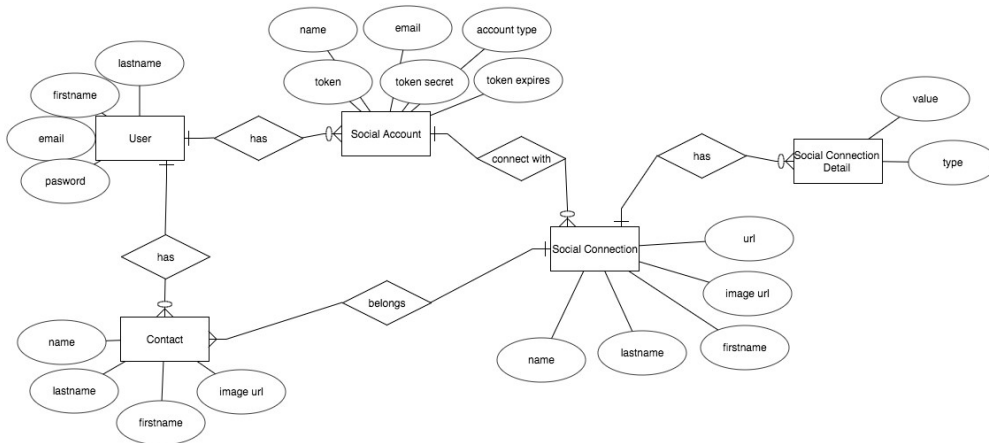 name
email
account type
lastname
token
token secret
token expires
firstname
value
User
has
Social Account
email
connect with
has
Social Connection
Detail
type
pasword
url
Social Connection
has
image url
belongs
name
Contact
firstname
name
lastname
lastname
image url
firstname